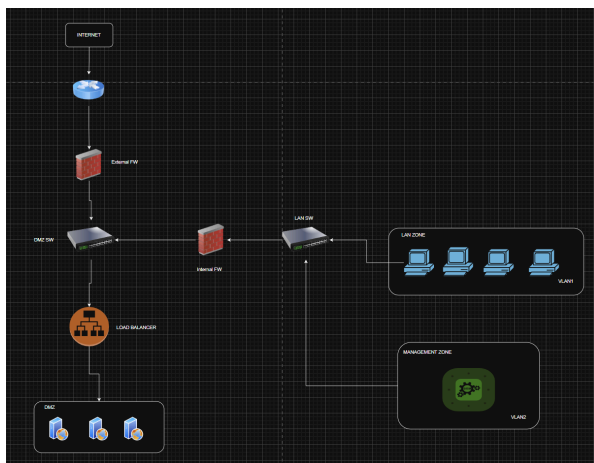 INTERNET
External FW
LAN SW
DMZ SW
Internal FW
LAN ZONE
VLAN1
LOAD BALANCER
MANAGEMENT ZONE
VLAN2
DMZ